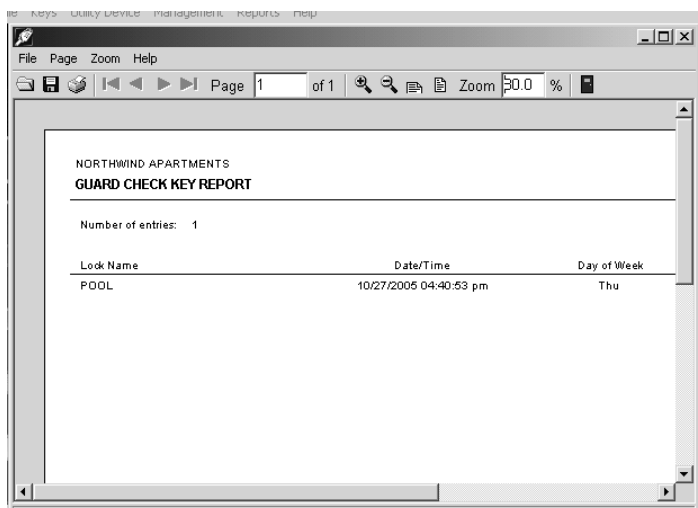 Keys Utility Device Management Reports Help
File Page Zoom Help
Page 1 of 1 Zoom 30.0 %
NORTHWIND APARTMENTS
GUARD CHECK KEY REPORT
Number of entries: 1
Lock Name Date/Time Day of Week
POOL 10/27/2005 04:40:53 pm Thu